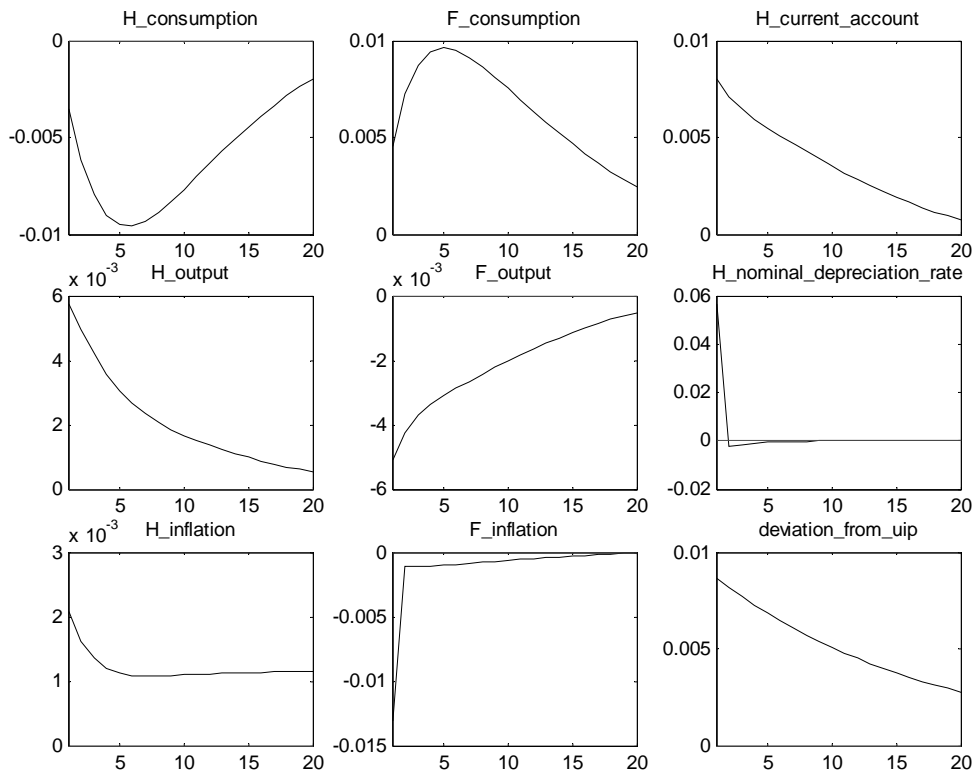 H_consumption
0
-0.005
-0.01
5 10 15 20
F_consumption
0.01
0.005
0
5 10 15 20
H_current_account
0.01
0.005
0
5 10 15 20
x 10^-3
H_output
6
4
2
0
5 10 15 20
x 10^-3
F_output
0
-2
-4
-6
5 10 15 20
H_nominal_depreciation_rate
0.06
0.04
0.02
0
-0.02
5 10 15 20
x 10^-3
H_inflation
3
2
1
0
5 10 15 20
F_inflation
0
-0.005
-0.01
-0.015
5 10 15 20
deviation_from_uip
0.01
0.005
0
5 10 15 20